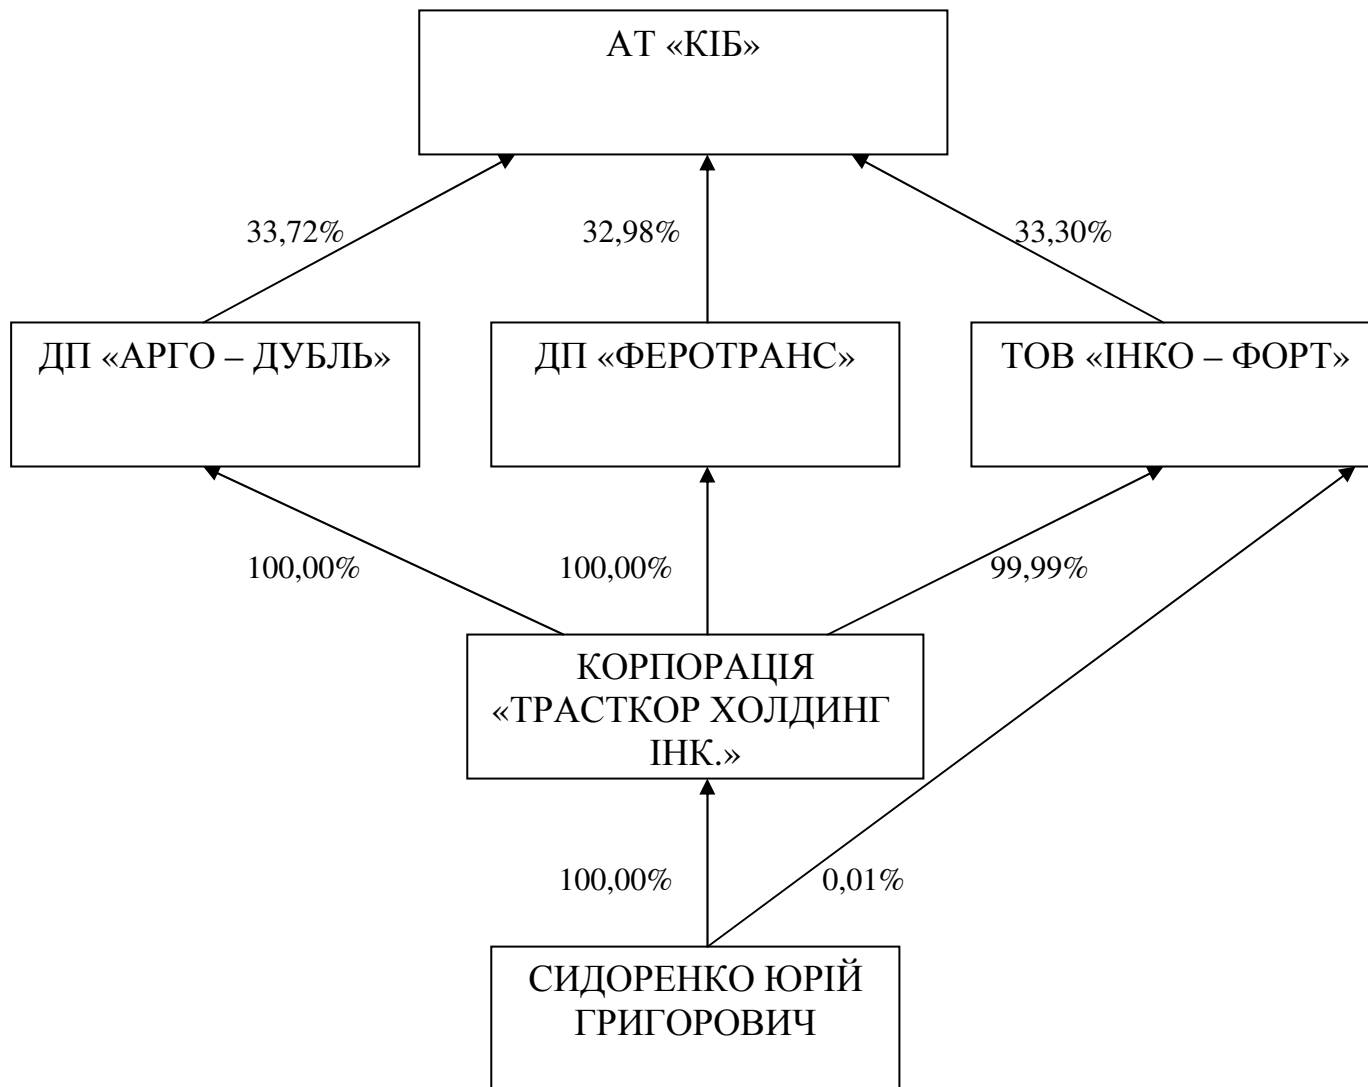 АТ «КІБ»
33,72%
32,98%
33,30%
ДП «АРГО – ДУБЛЬ»
ДП «ФЕРОТРАНС»
ТОВ «ІНКО – ФОРТ»
100,00%
100,00%
99,99%
КОРПОРАЦІЯ
«ТРАСТКОР ХОЛДИНГ
ІНК.»
100,00%
0,01%
СИДОРЕНКО ЮРІЙ
ГРИГОРОВИЧ